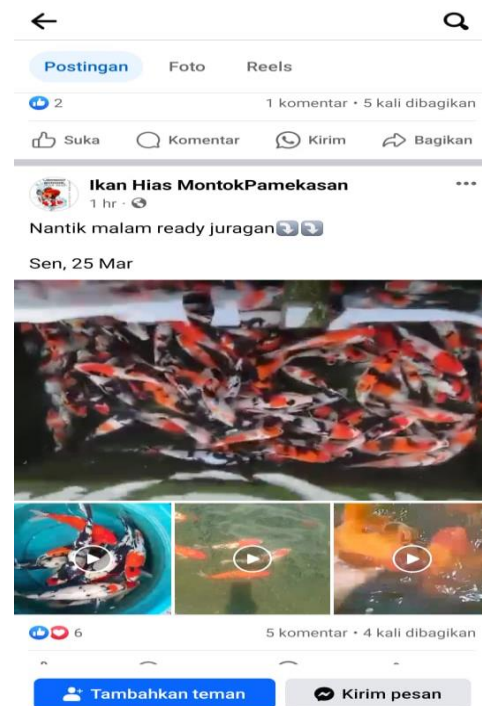 Postingan Foto Reels
2 1 komentar • 5 kali dibagikan
Suka Komentar Kirim Bagikan
Ikan Hias MontokPamekasan
1 hr ·
Nantik malam ready juragan⤵️⤵️
Sen, 25 Mar
6 5 komentar • 4 kali dibagikan
Tambahkan teman Kirim pesan